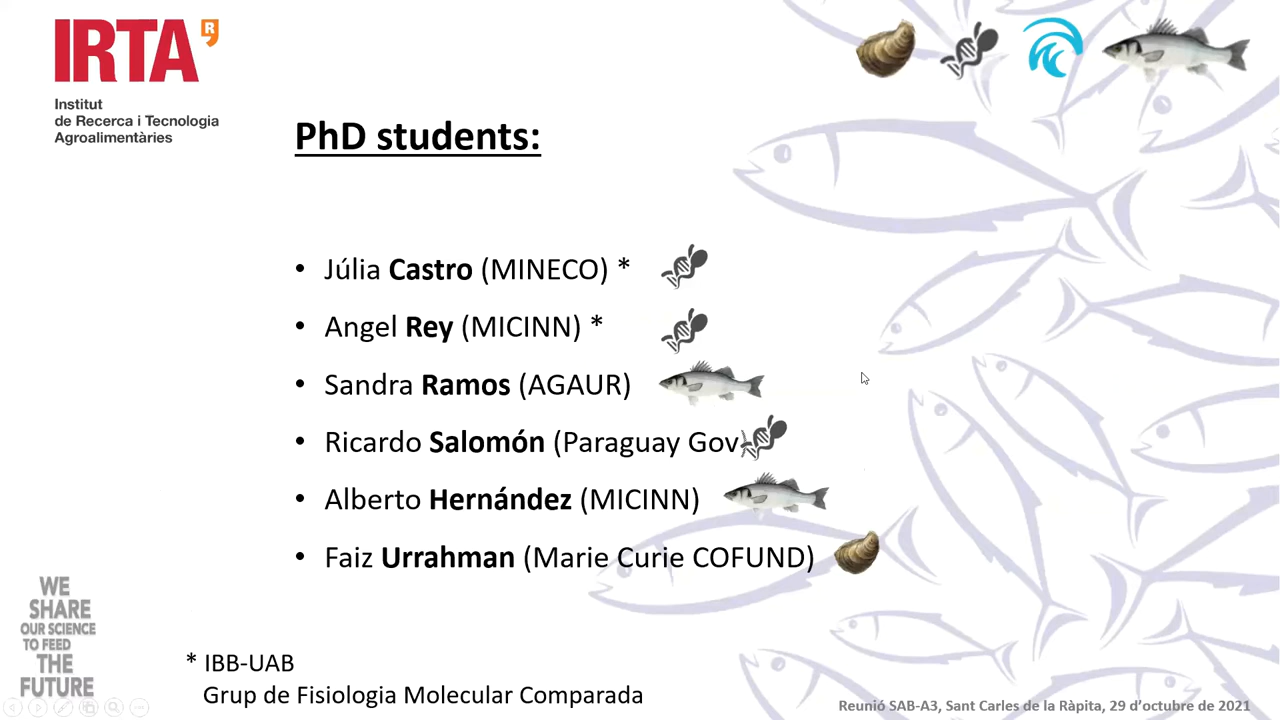 IRTA R
Institut
de Recerca i Tecnologia
Agroalimentàries
PhD students:
• Júlia Castro (MINECO) *
• Angel Rey (MICINN) *
• Sandra Ramos (AGAUR)
• Ricardo Salomón (Paraguay Gov)
• Alberto Hernández (MICINN)
• Faiz Urrahman (Marie Curie COFUND)
WE
SHARE
OUR SCIENCE
TO FEED
THE
FUTURE
* IBB-UAB
Grup de Fisiologia Molecular Comparada
Reunió SAB-A3, Sant Carles de la Ràpita, 29 d’octubre de 2021